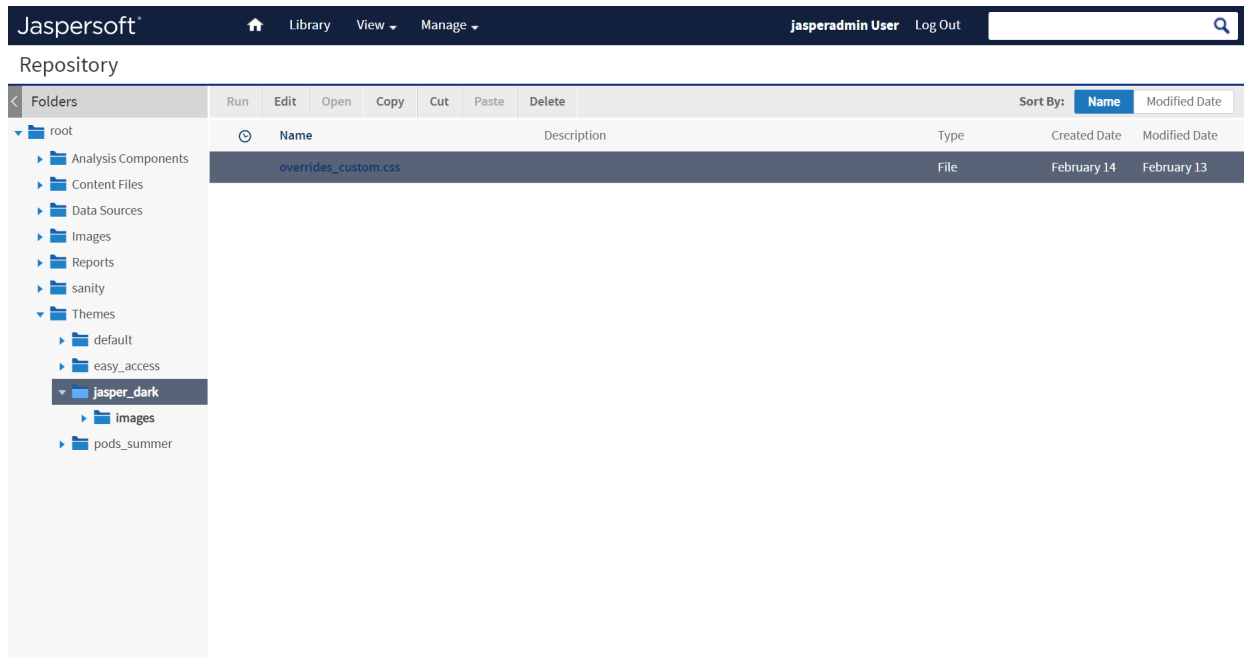 Jaspersoft® Library View Manage jasperadmin User Log Out
Repository
Folders Run Edit Open Copy Cut Paste Delete Sort By: Name Modified Date
root Name Description Type Created Date Modified Date
Analysis Components
overrides_custom.css File February 14 February 13
Content Files
Data Sources
Images
Reports
sanity
Themes
default
easy_access
jasper_dark
images
pods_summer